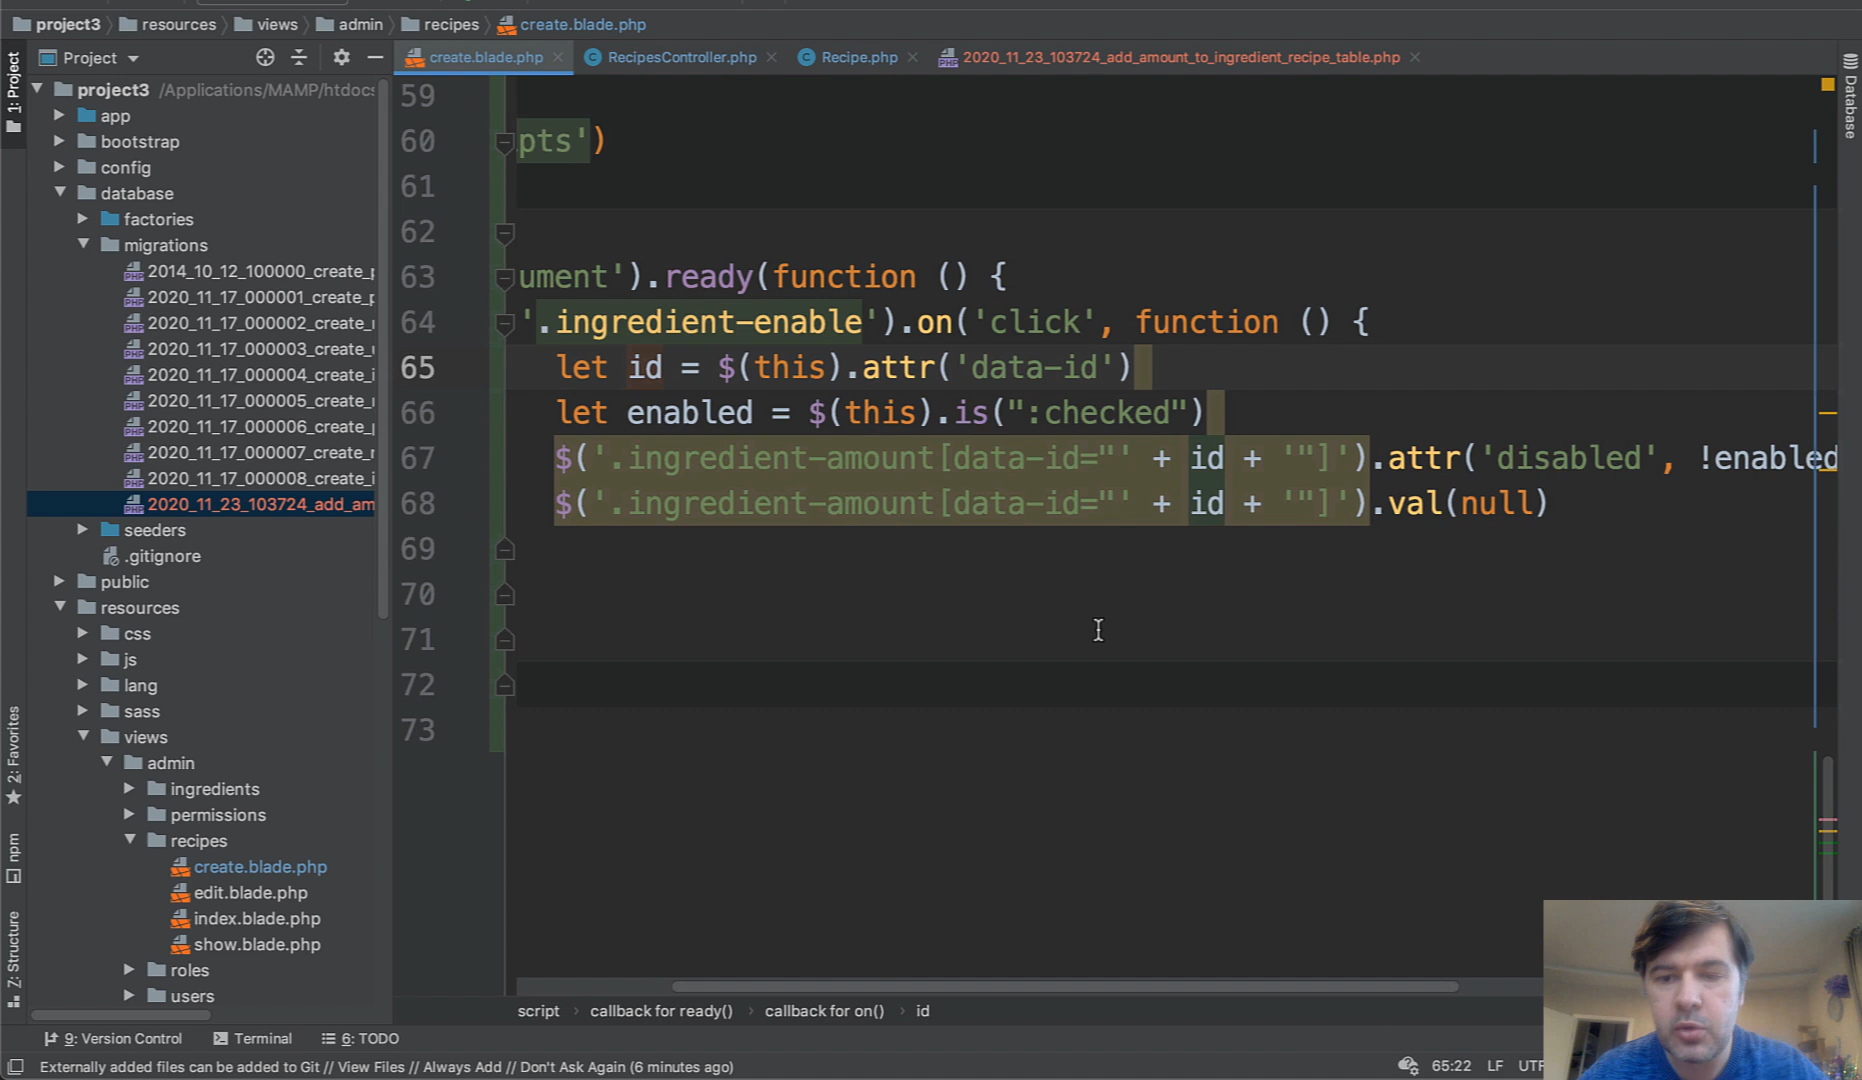 project3 resources views admin recipes create.blade.php
Project
create.blade.php RecipesController.php Recipe.php 2020_11_23_103724_add_amount_to_ingredient_recipe_table.php
1: Project
Database
project3 /Applications/MAMP/htdocs
app
bootstrap
config
database
factories
migrations
2014_10_12_100000_create_
2020_11_17_000001_create_
2020_11_17_000002_create_
2020_11_17_000003_create_
2020_11_17_000004_create_
2020_11_17_000005_create_
2020_11_17_000006_create_
2020_11_17_000007_create_
2020_11_17_000008_create_
2020_11_23_103724_add_am
seeders
.gitignore
public
resources
css
js
lang
sass
views
admin
ingredients
permissions
recipes
create.blade.php
edit.blade.php
index.blade.php
show.blade.php
roles
users
2: Favorites
npm
Z: Structure
59
60 pts')
61
62
63 ument').ready(function () {
64 '.ingredient-enable').on('click', function () {
65 let id = $(this).attr('data-id')
66 let enabled = $(this).is(":checked")
67 $('.ingredient-amount[data-id="' + id + '"]').attr('disabled', !enabled
68 $('.ingredient-amount[data-id="' + id + '"]').val(null)
69
70
71
72
73
script callback for ready() callback for on() id
9: Version Control Terminal 6: TODO
Externally added files can be added to Git // View Files // Always Add // Don't Ask Again (6 minutes ago)
65:22 LF UTF